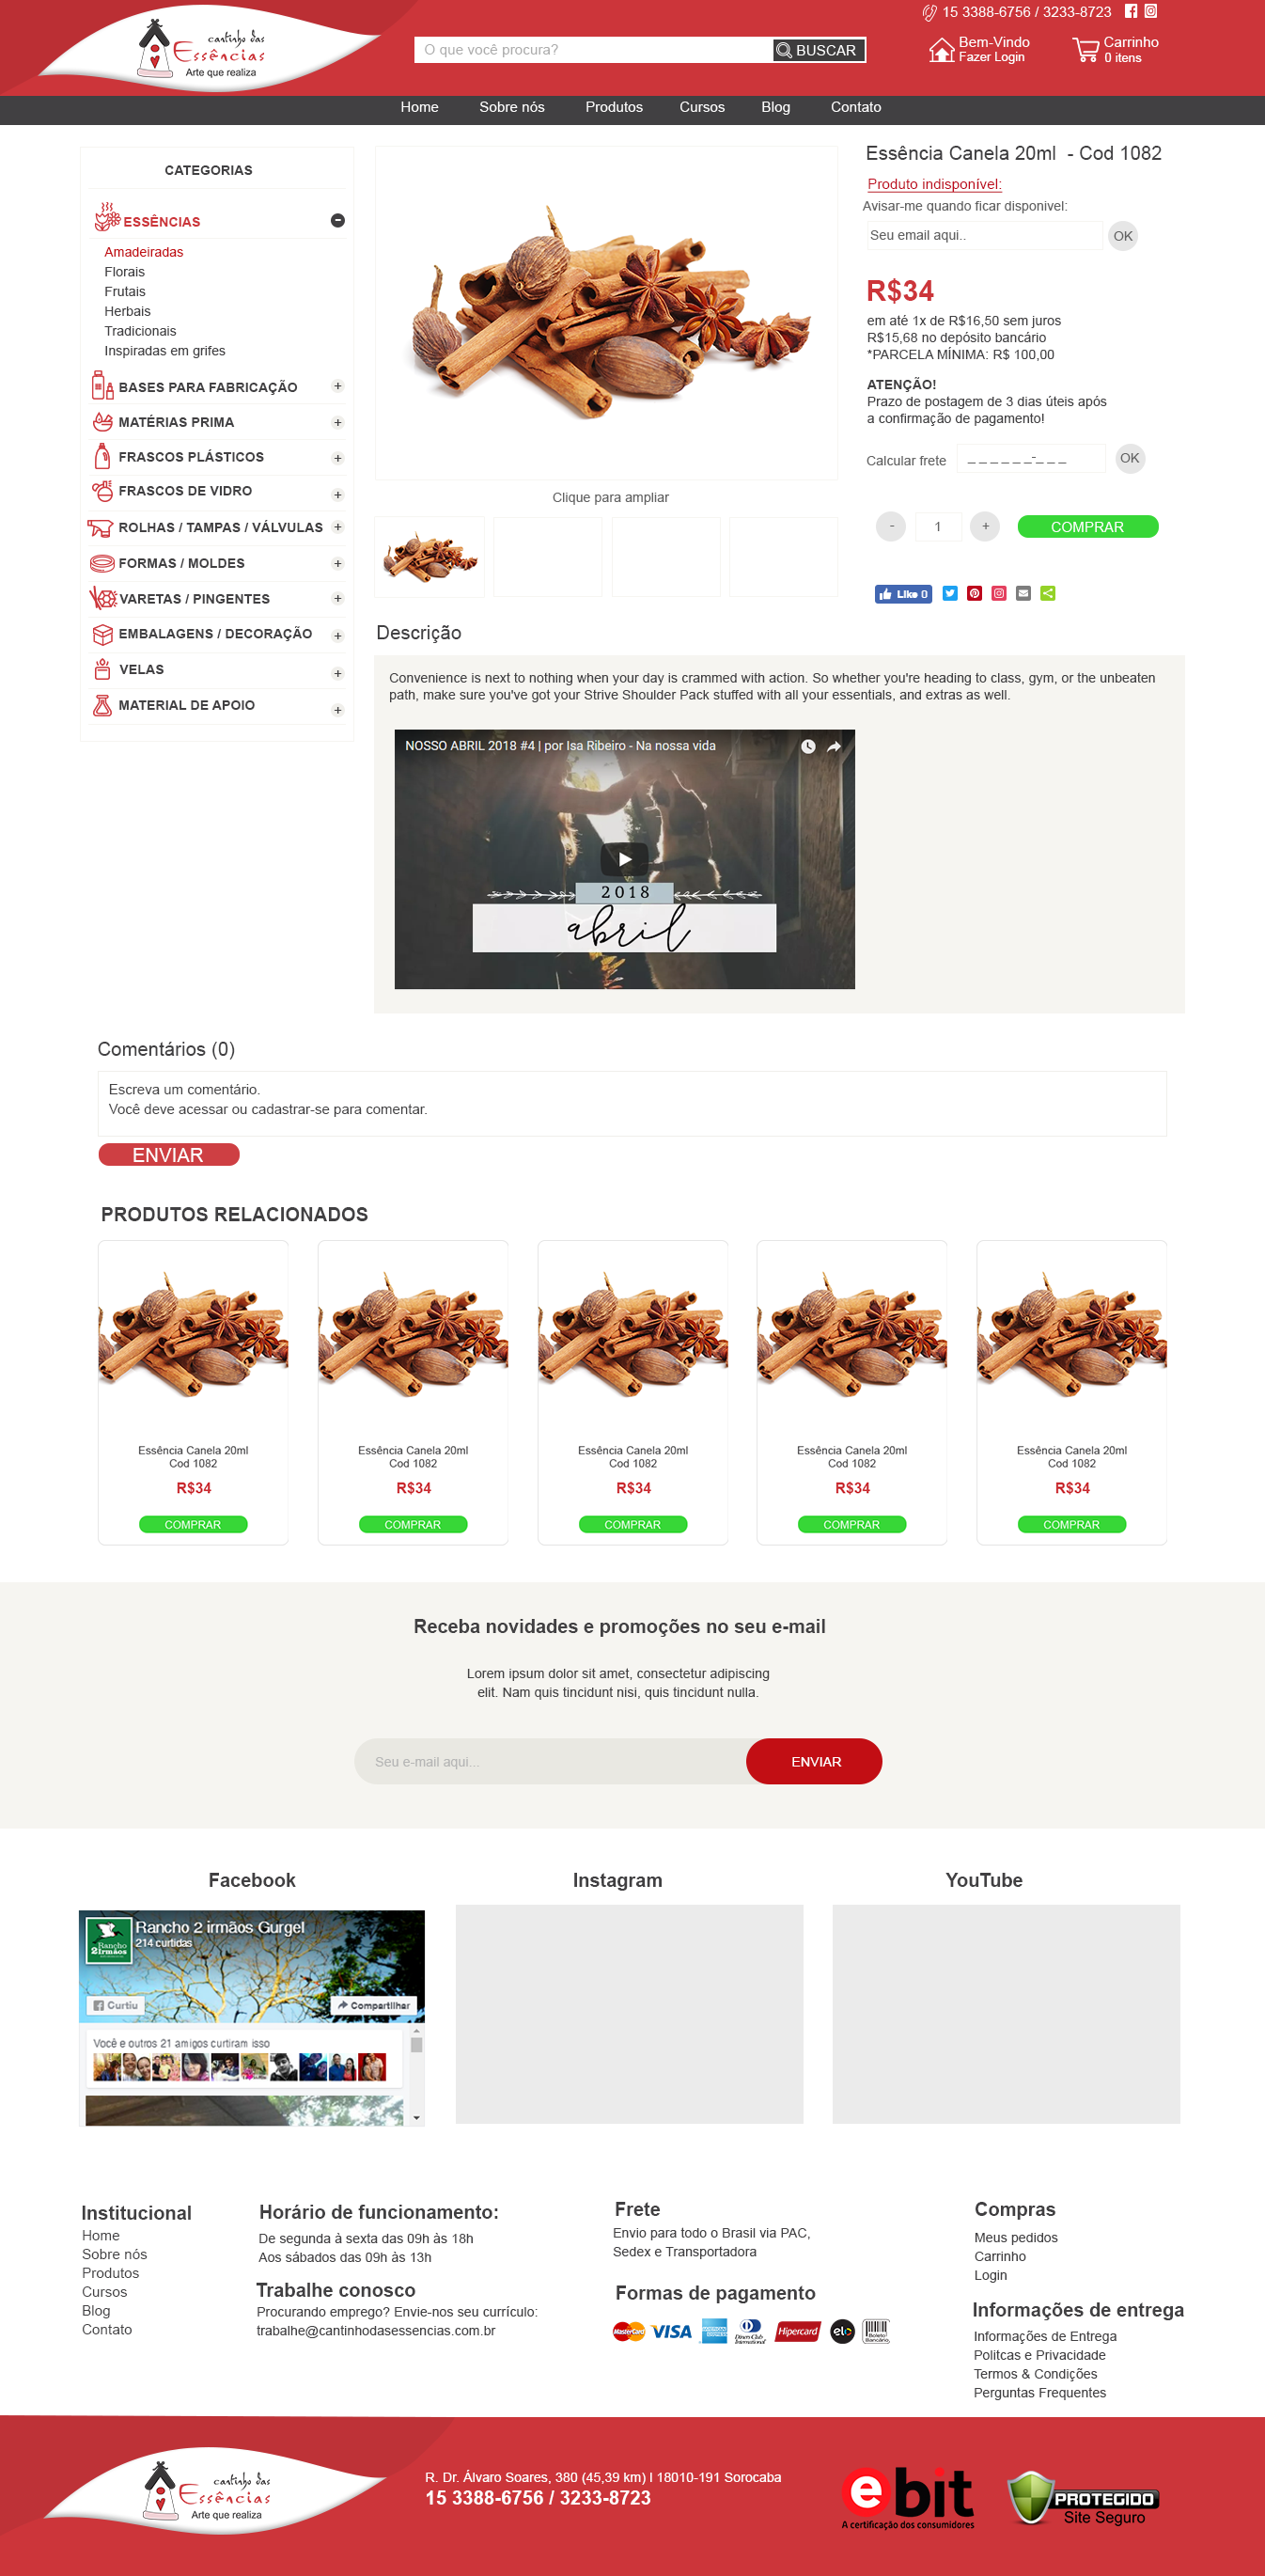 15 3388-6756 / 3233-8723
cantinho das
Essências
Arte que realiza
O que você procura?
BUSCAR
Bem-Vindo
Fazer Login
Carrinho
0 itens
Home Sobre nós Produtos Cursos Blog Contato
CATEGORIAS
ESSÊNCIAS
Amadeiradas
Florais
Frutais
Herbais
Tradicionais
Inspiradas em grifes
BASES PARA FABRICAÇÃO
MATÉRIAS PRIMA
FRASCOS PLÁSTICOS
FRASCOS DE VIDRO
ROLHAS / TAMPAS / VÁLVULAS
FORMAS / MOLDES
VARETAS / PINGENTES
EMBALAGENS / DECORAÇÃO
VELAS
MATERIAL DE APOIO
Clique para ampliar
Essência Canela 20ml - Cod 1082
Produto indisponível:
Avisar-me quando ficar disponivel:
Seu email aqui..
OK
R$34
em até 1x de R$16,50 sem juros
R$15,68 no depósito bancário
*PARCELA MÍNIMA: R$ 100,00
ATENÇÃO!
Prazo de postagem de 3 dias úteis após
a confirmação de pagamento!
Calcular frete _ _ _ _ _ _-_ _ _ OK
- 1 + COMPRAR
Like 0
Descrição
Convenience is next to nothing when your day is crammed with action. So whether you're heading to class, gym, or the unbeaten
path, make sure you've got your Strive Shoulder Pack stuffed with all your essentials, and extras as well.
NOSSO ABRIL 2018 #4 | por Isa Ribeiro - Na nossa vida
2018
abril
Comentários (0)
Escreva um comentário.
Você deve acessar ou cadastrar-se para comentar.
ENVIAR
PRODUTOS RELACIONADOS
Essência Canela 20ml
Cod 1082
R$34
COMPRAR
Essência Canela 20ml
Cod 1082
R$34
COMPRAR
Essência Canela 20ml
Cod 1082
R$34
COMPRAR
Essência Canela 20ml
Cod 1082
R$34
COMPRAR
Essência Canela 20ml
Cod 1082
R$34
COMPRAR
Receba novidades e promoções no seu e-mail
Lorem ipsum dolor sit amet, consectetur adipiscing
elit. Nam quis tincidunt nisi, quis tincidunt nulla.
Seu e-mail aqui...
ENVIAR
Facebook
Rancho 2 irmãos Gurgel
214 curtidas
Rancho
2 Irmãos
Curtiu
Compartilhar
Você e outros 21 amigos curtiram isso
Instagram
YouTube
Institucional
Home
Sobre nós
Produtos
Cursos
Blog
Contato
Horário de funcionamento:
De segunda à sexta das 09h às 18h
Aos sábados das 09h às 13h
Trabalhe conosco
Procurando emprego? Envie-nos seu currículo:
trabalhe@cantinhodasessencias.com.br
Frete
Envio para todo o Brasil via PAC,
Sedex e Transportadora
Formas de pagamento
MasterCard
VISA
AMERICAN EXPRESS
Diners Club
International
Hipercard
elo
Boleto
Bancário
Compras
Meus pedidos
Carrinho
Login
Informações de entrega
Informações de Entrega
Politcas e Privacidade
Termos & Condições
Perguntas Frequentes
cantinho das
Essências
Arte que realiza
R. Dr. Álvaro Soares, 380 (45,39 km) l 18010-191 Sorocaba
15 3388-6756 / 3233-8723
ebit
A certificação dos consumidores
PROTEGIDO
Site Seguro